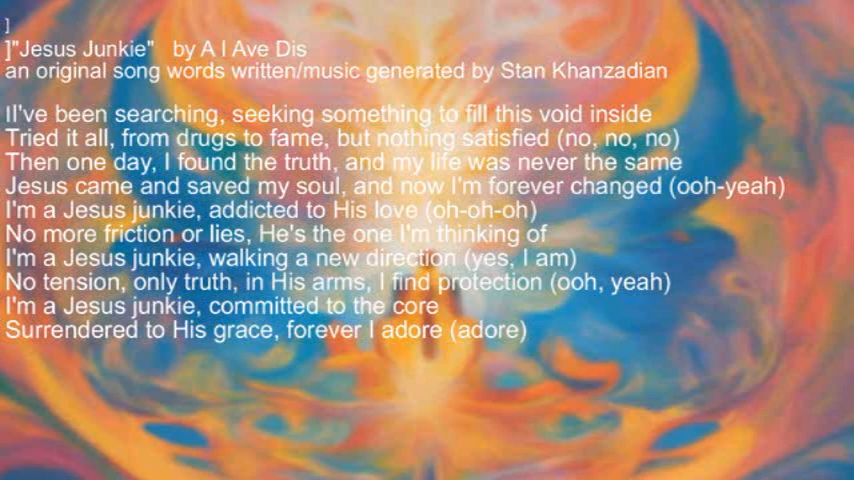 ]
]"Jesus Junkie"   by A I Ave Dis
an original song words written/music generated by Stan Khanzadian
II've been searching, seeking something to fill this void inside
Tried it all, from drugs to fame, but nothing satisfied (no, no, no)
Then one day, I found the truth, and my life was never the same
Jesus came and saved my soul, and now I'm forever changed (ooh-yeah)
I'm a Jesus junkie, addicted to His love (oh-oh-oh)
No more friction or lies, He's the one I'm thinking of
I'm a Jesus junkie, walking a new direction (yes, I am)
No tension, only truth, in His arms, I find protection (ooh, yeah)
I'm a Jesus junkie, committed to the core
Surrendered to His grace, forever I adore (adore)